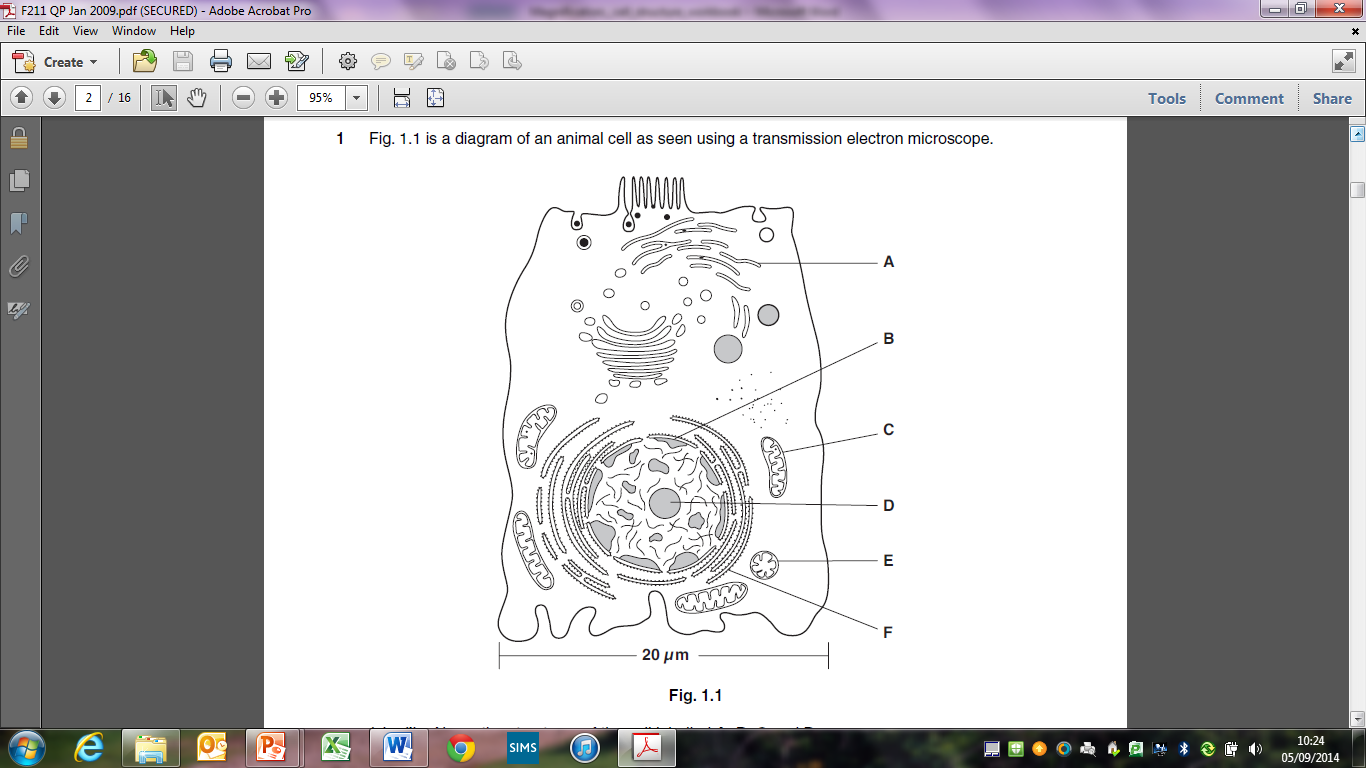 F211 QP Jan 2009.pdf (SECURED) - Adobe Acrobat Pro
File Edit View Window Help
Create
2 / 16 95% Tools Comment Share
1 Fig. 1.1 is a diagram of an animal cell as seen using a transmission electron microscope.
A
B
C
D
E
F
20 µm
Fig. 1.1
SIMS
10:24
05/09/2014